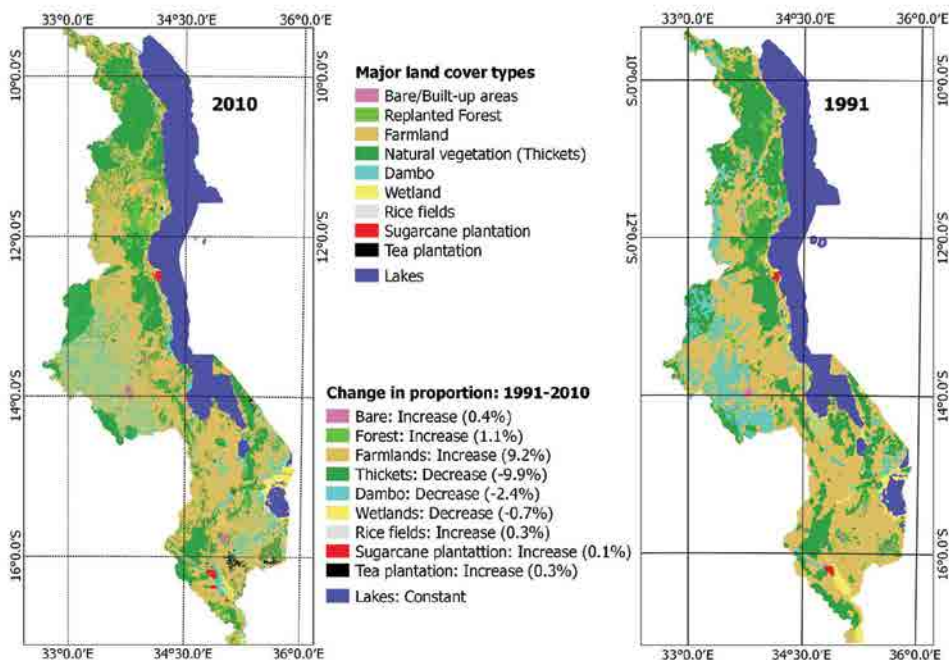 33°0.0'E 34°30.0'E 36°0.0'E
10°0.0'S
12°0.0'S
14°0.0'S
16°0.0'S
2010
10°0.0'S
12°0.0'S
33°0.0'E 34°30.0'E 36°0.0'E
Major land cover types
Bare/Built-up areas
Replanted Forest
Farmland
Natural vegetation (Thickets)
Dambo
Wetland
Rice fields
Sugarcane plantation
Tea plantation
Lakes
Change in proportion: 1991-2010
Bare: Increase (0.4%)
Forest: Increase (1.1%)
Farmlands: Increase (9.2%)
Thickets: Decrease (-9.9%)
Dambo: Decrease (-2.4%)
Wetlands: Decrease (-0.7%)
Rice fields: Increase (0.3%)
Sugarcane plantattion: Increase (0.1%)
Tea plantation: Increase (0.3%)
Lakes: Constant
33°0.0'E 34°30.0'E 36°0.0'E
10°0.0'S
12°0.0'S
1991
10°0.0'S
12°0.0'S
14°0.0'S
16°0.0'S
33°0.0'E 34°30.0'E 36°0.0'E